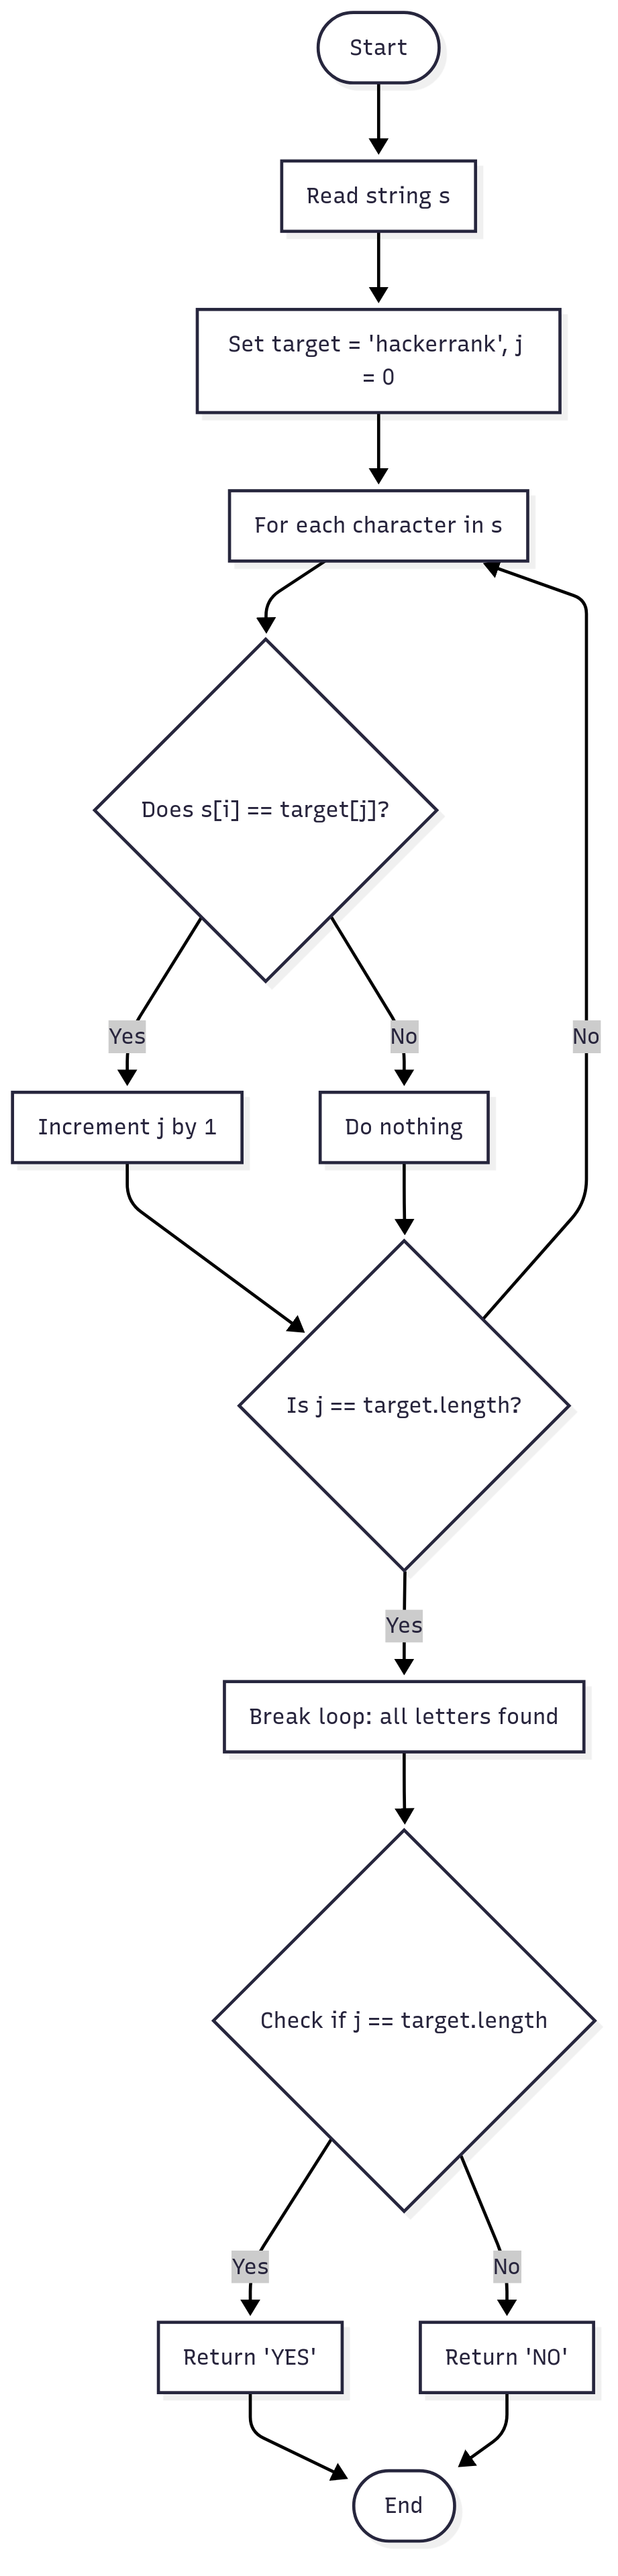 Start
Read string s
Set target = 'hackerrank', j
= 0
For each character in s
Does s[i] == target[j]?
Yes
No
No
Increment j by 1
Do nothing
Is j == target.length?
Yes
Break loop: all letters found
Check if j == target.length
Yes
No
Return 'YES'
Return 'NO'
End